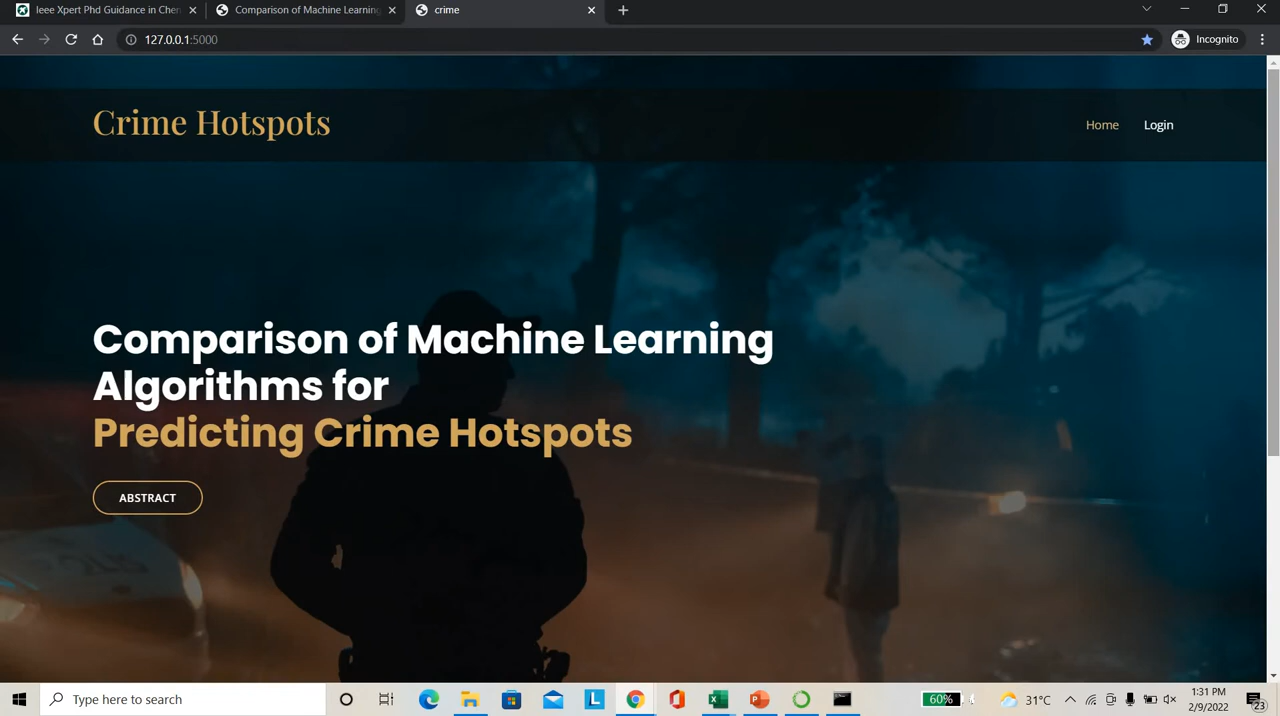 Ieee Xpert Phd Guidance in Chen
Comparison of Machine Learning
crime
127.0.0.1:5000
Incognito
Crime Hotspots
Home
Login
Comparison of Machine Learning
Algorithms for
Predicting Crime Hotspots
ABSTRACT
Type here to search
60%
31°C
1:31 PM
2/9/2022
23